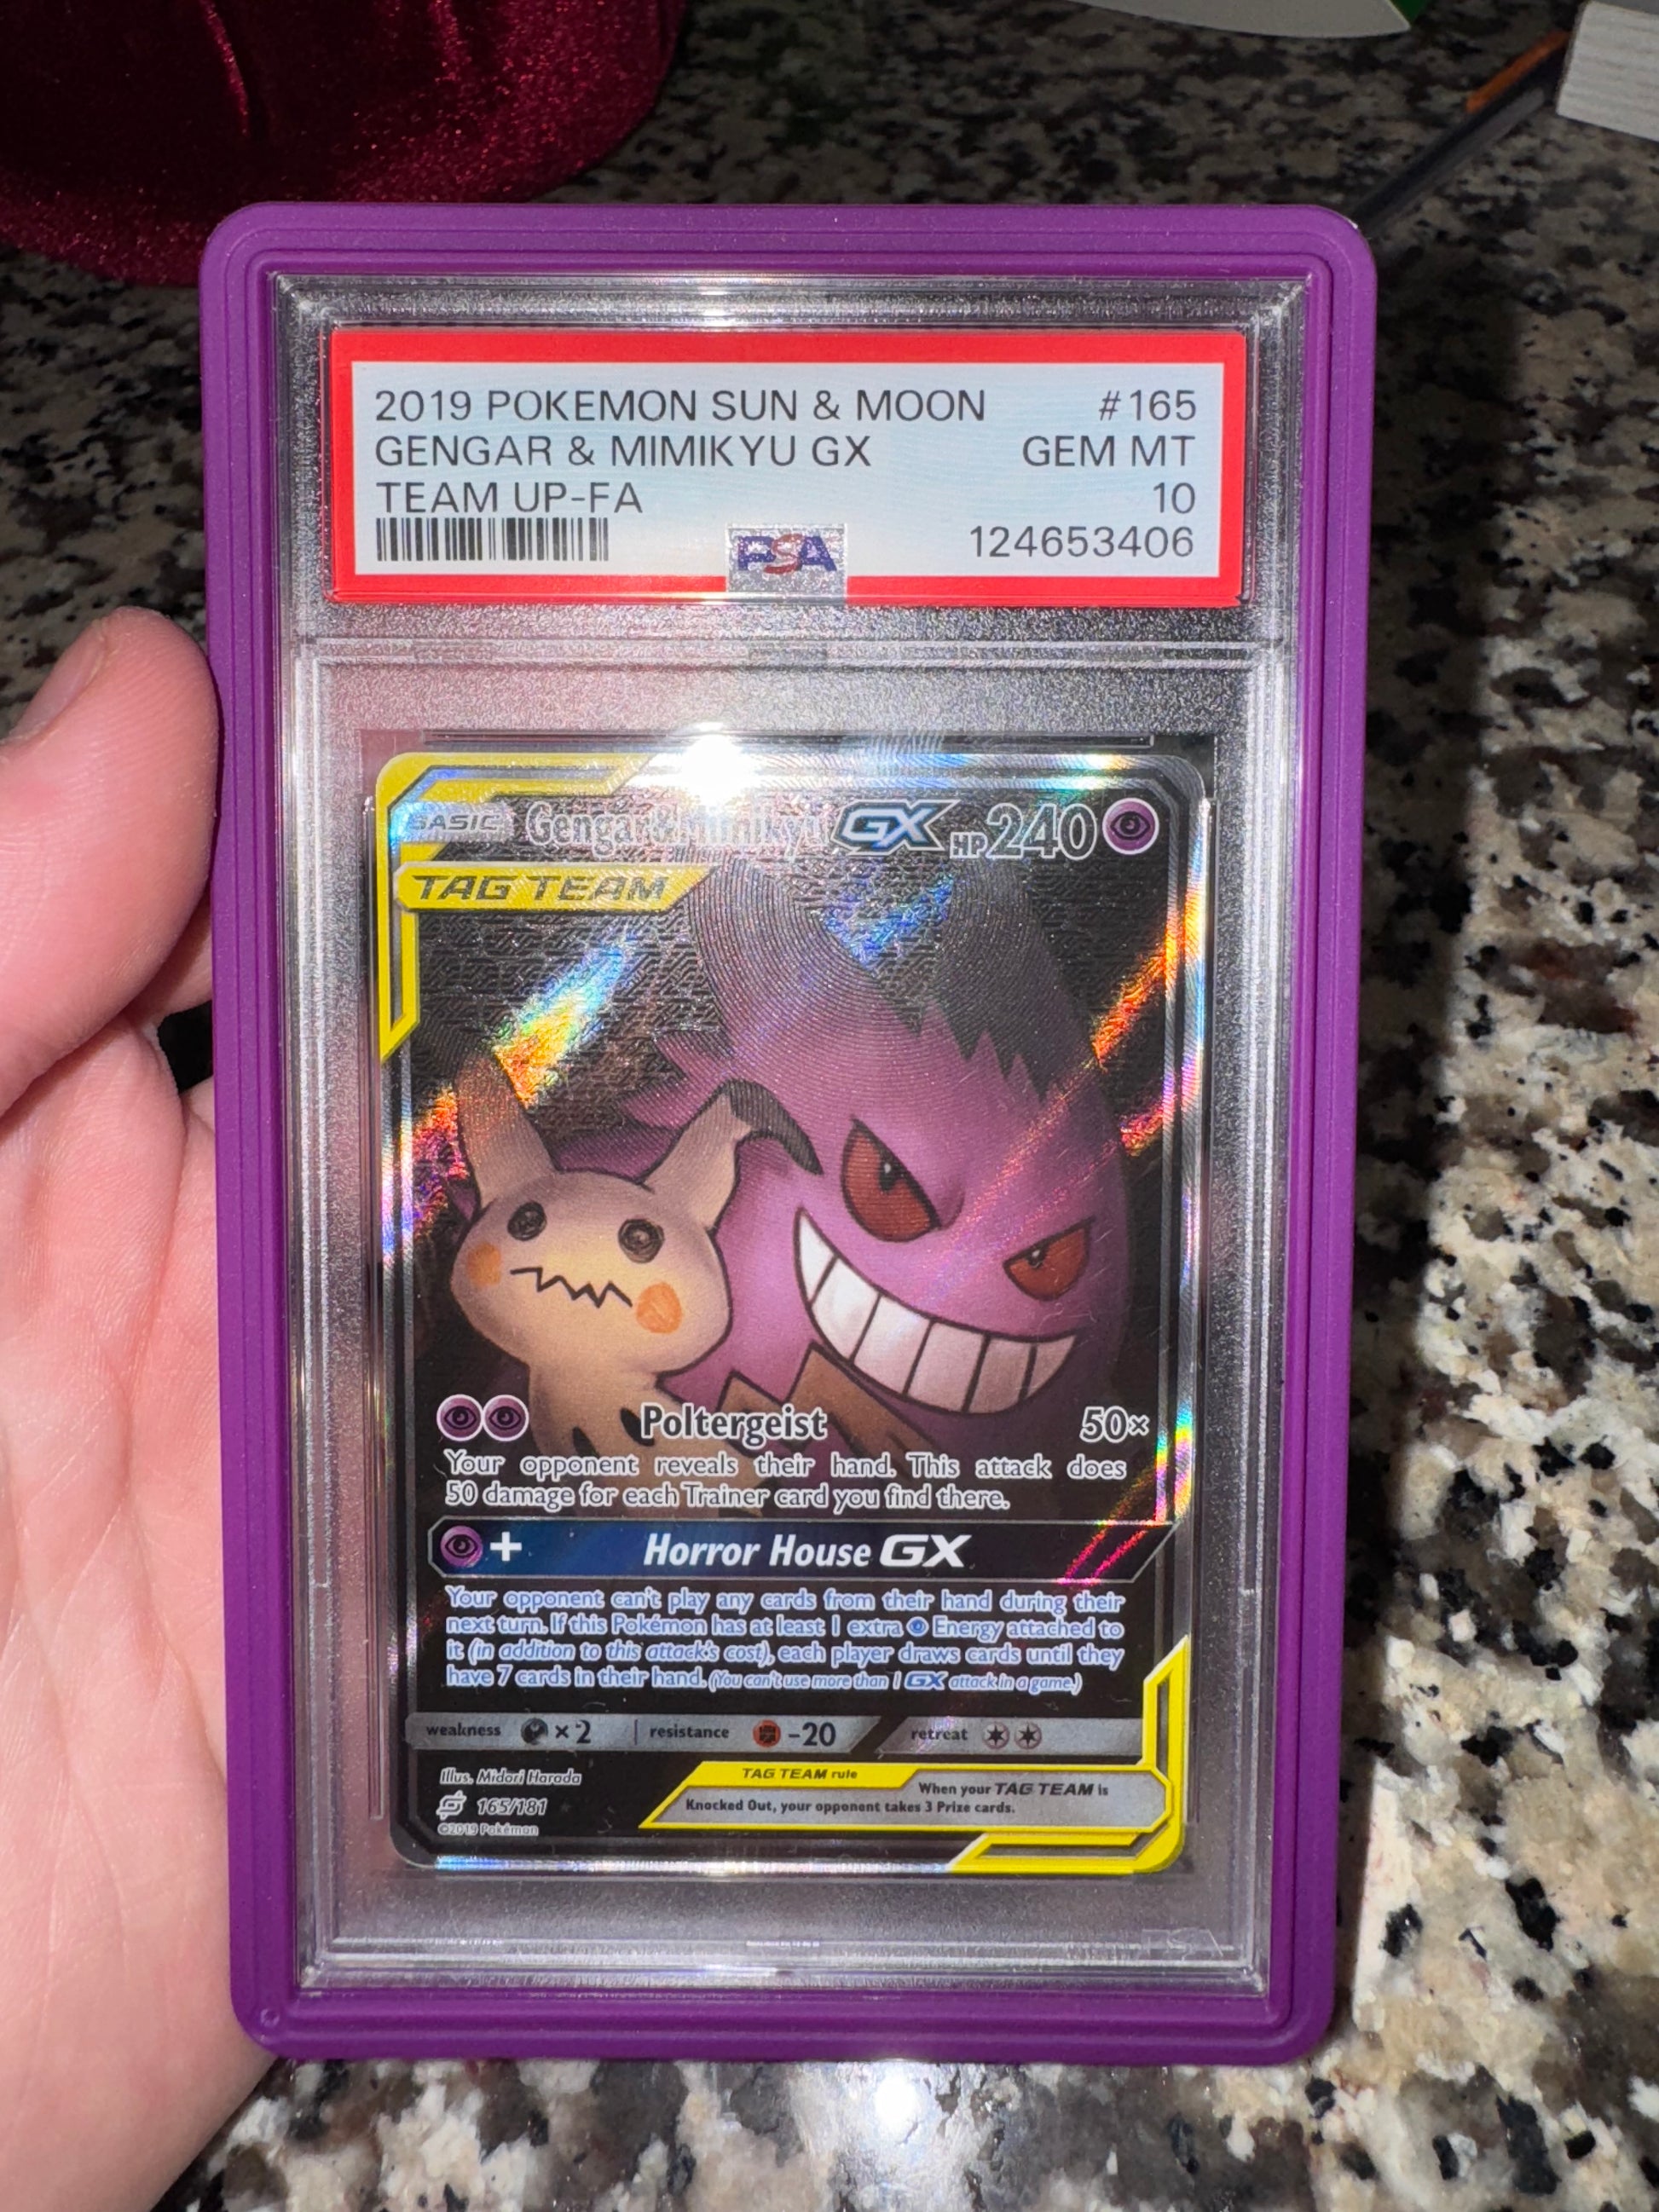 2019 POKEMON SUN & MOON #165
GENGAR & MIMIKYU GX GEM MT
TEAM UP-FA 10
PSA 124653406
BASIC Gengar&Mimikyu GX HP240
TAG TEAM
Poltergeist 50×
Your opponent reveals their hand. This attack does
50 damage for each Trainer card you find there.
+ Horror House GX
Your opponent can't play any cards from their hand during their
next turn. If this Pokémon has at least 1 extra Energy attached to
it (in addition to this attack's cost), each player draws cards until they
have 7 cards in their hand. (You can't use more than 1 GX attack in a game.)
weakness ×2 resistance -20 retreat
Illus. Midori Harada
165/181
©2019 Pokémon
TAG TEAM rule
When your TAG TEAM is
Knocked Out, your opponent takes 3 Prize cards.
PSA